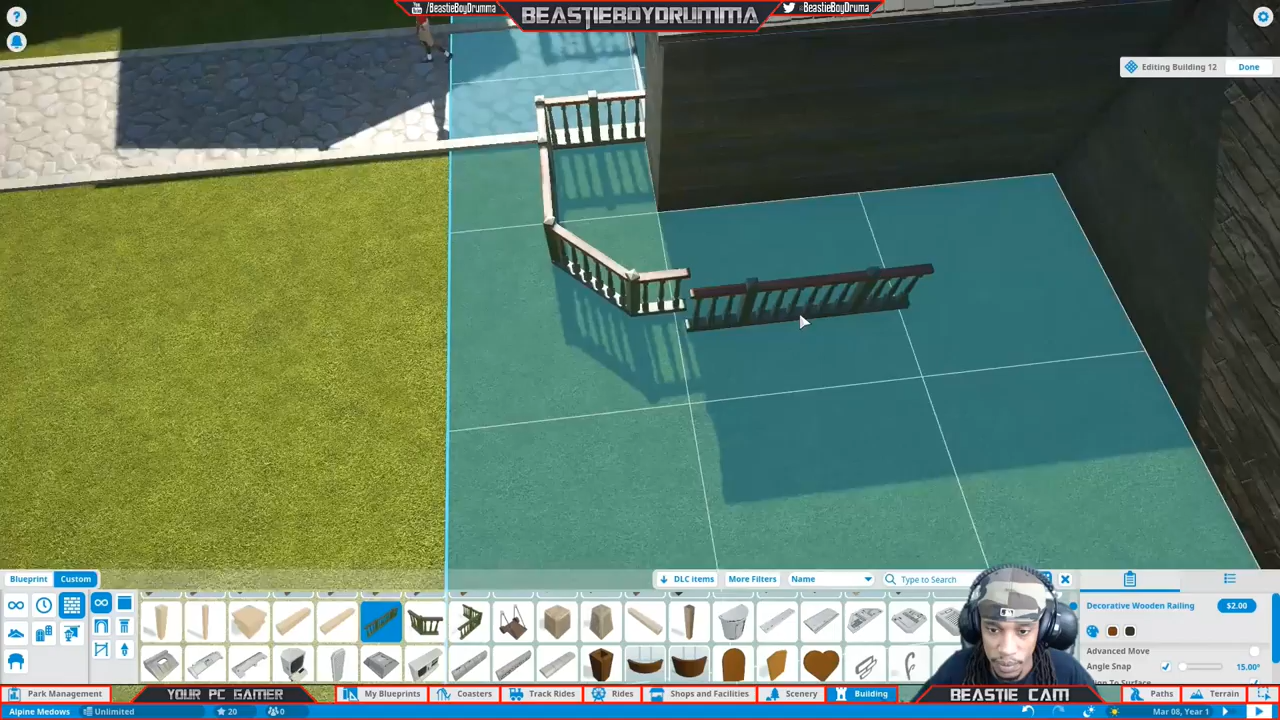 BeastieBoyDrumma
BEASTIEBOYDRUMMA
BeastieBoyDruma
Editing Building 12
Done
Blueprint
Custom
DLC items
More Filters
Name
Type to Search
Decorative Wooden Railing
$2.00
Advanced Move
Angle Snap
15.00°
Park Management
YOUR PC GAMER
My Blueprints
Coasters
Track Rides
Rides
Shops and Facilities
Scenery
Building
BEASTIE CAM
Paths
Terrain
Alpine Medows
Unlimited
20
0
Mar 08, Year 1